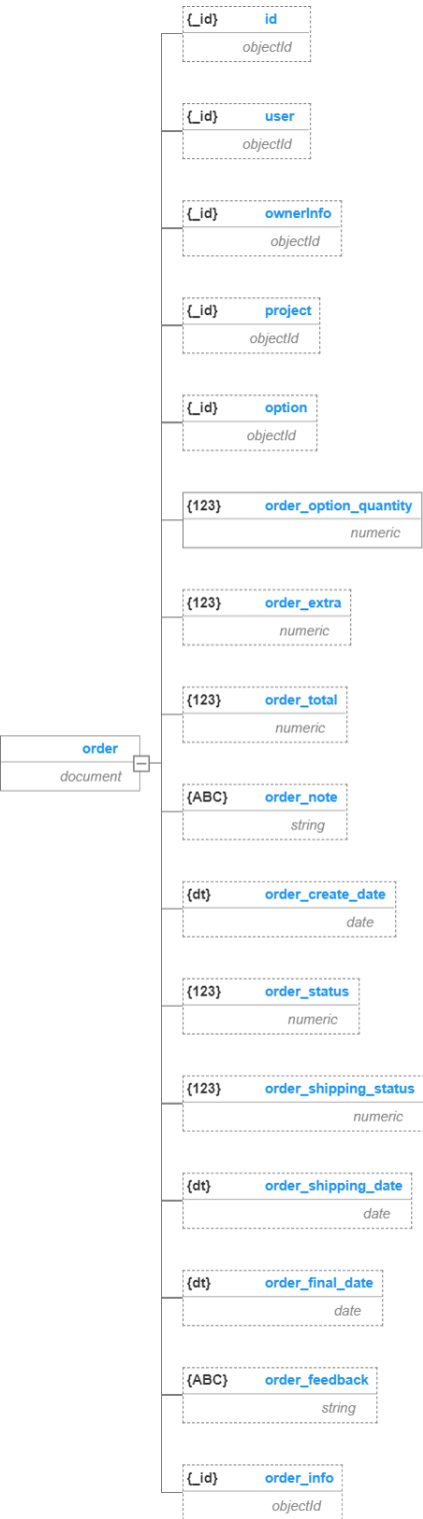 {_id} id
objectId
{_id} user
objectId
{_id} ownerInfo
objectId
{_id} project
objectId
{_id} option
objectId
{123} order_option_quantity
numeric
{123} order_extra
numeric
{123} order_total
numeric
order
document
{ABC} order_note
string
{dt} order_create_date
date
{123} order_status
numeric
{123} order_shipping_status
numeric
{dt} order_shipping_date
date
{dt} order_final_date
date
{ABC} order_feedback
string
{_id} order_info
objectId